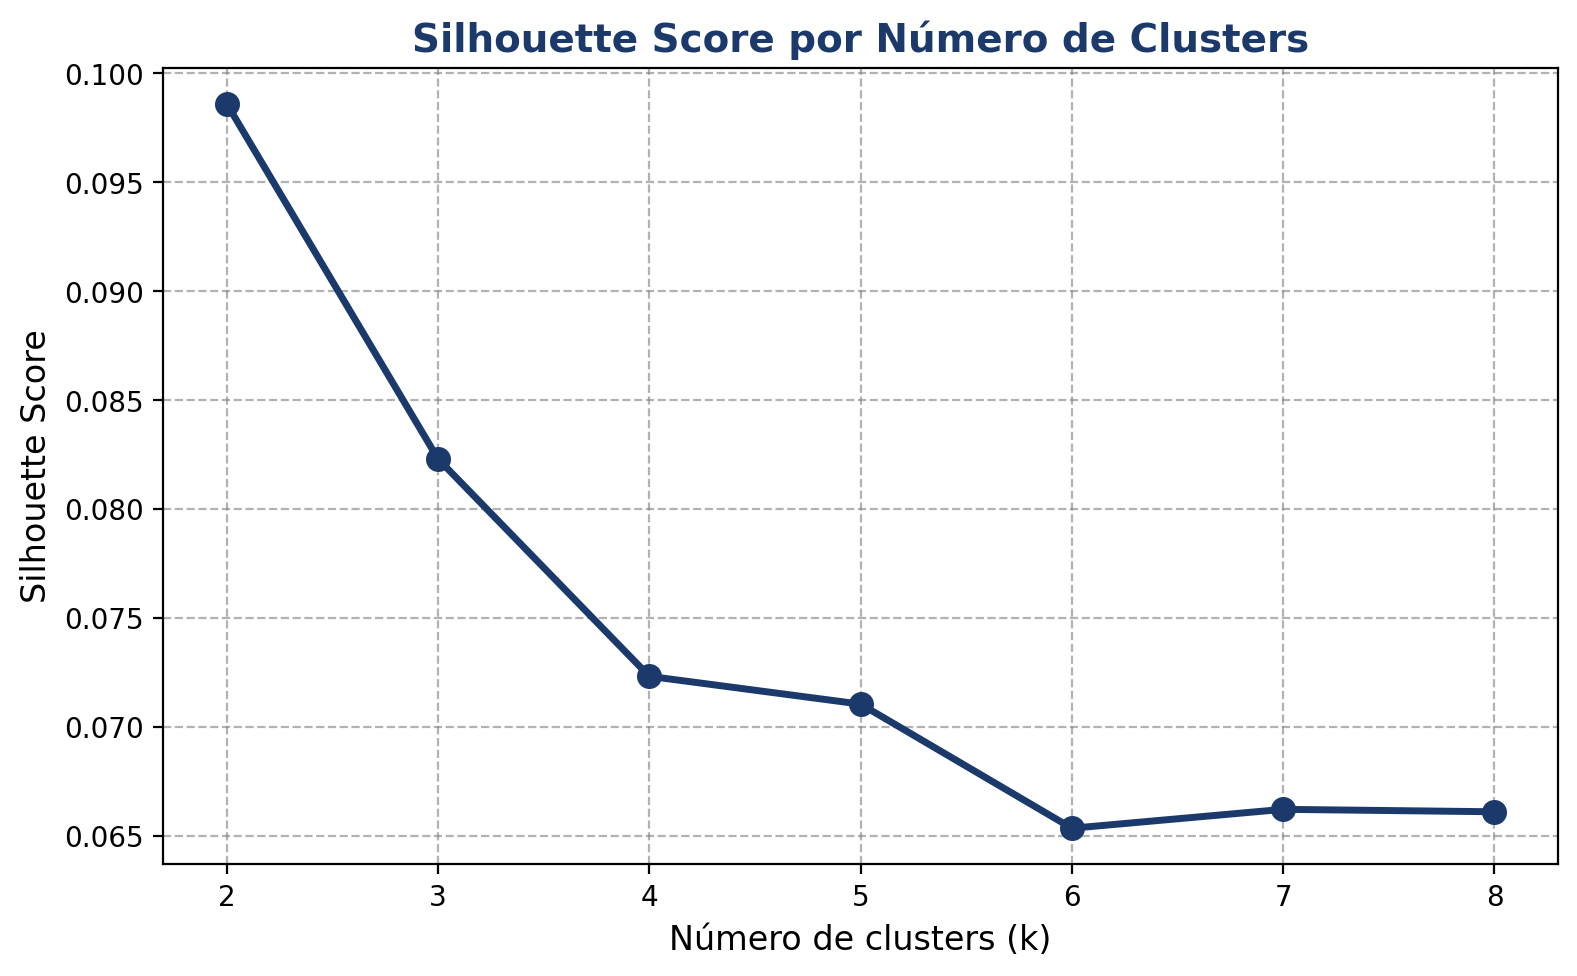 Silhouette Score por Número de Clusters
Silhouette Score
0.100
0.095
0.090
0.085
0.080
0.075
0.070
0.065
2 3 4 5 6 7 8
Número de clusters (k)